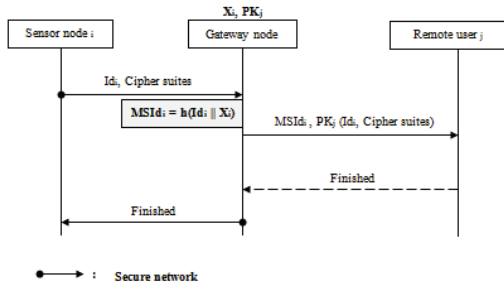 Xᵢ, PKⱼ
Sensor node ᵢ
Gateway node
Remote user ⱼ
Idᵢ, Cipher suites
MSIdᵢ = h(Idᵢ || Xᵢ)
MSIdᵢ , PKⱼ (Idᵢ, Cipher suites)
Finished
Finished
: Secure network